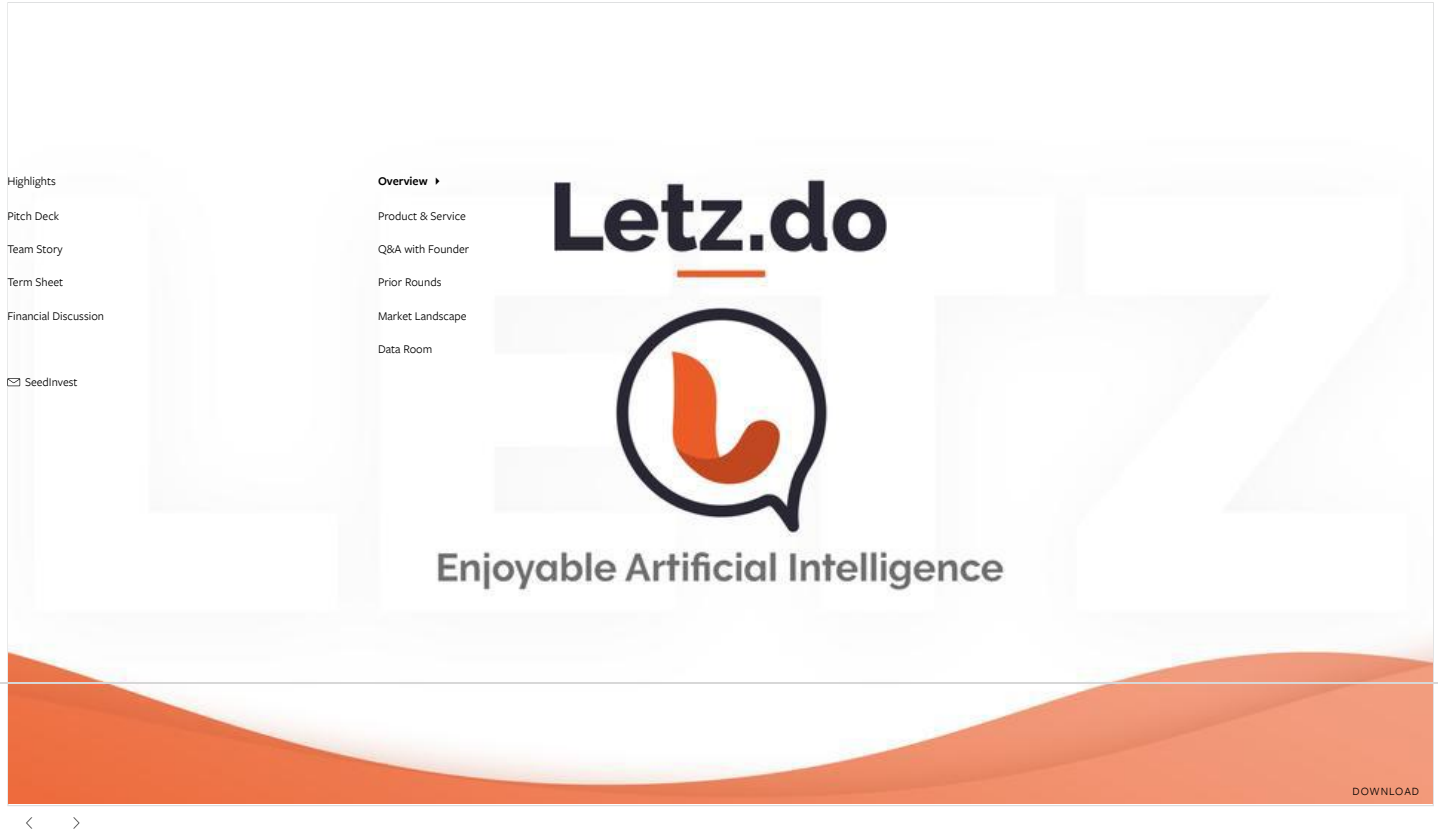 Highlights
Pitch Deck
Team Story
Term Sheet
Financial Discussion
SeedInvest
Overview
Product & Service
Q&A with Founder
Prior Rounds
Market Landscape
Data Room
Letz.do
Enjoyable Artificial Intelligence
LETZ
DOWNLOAD